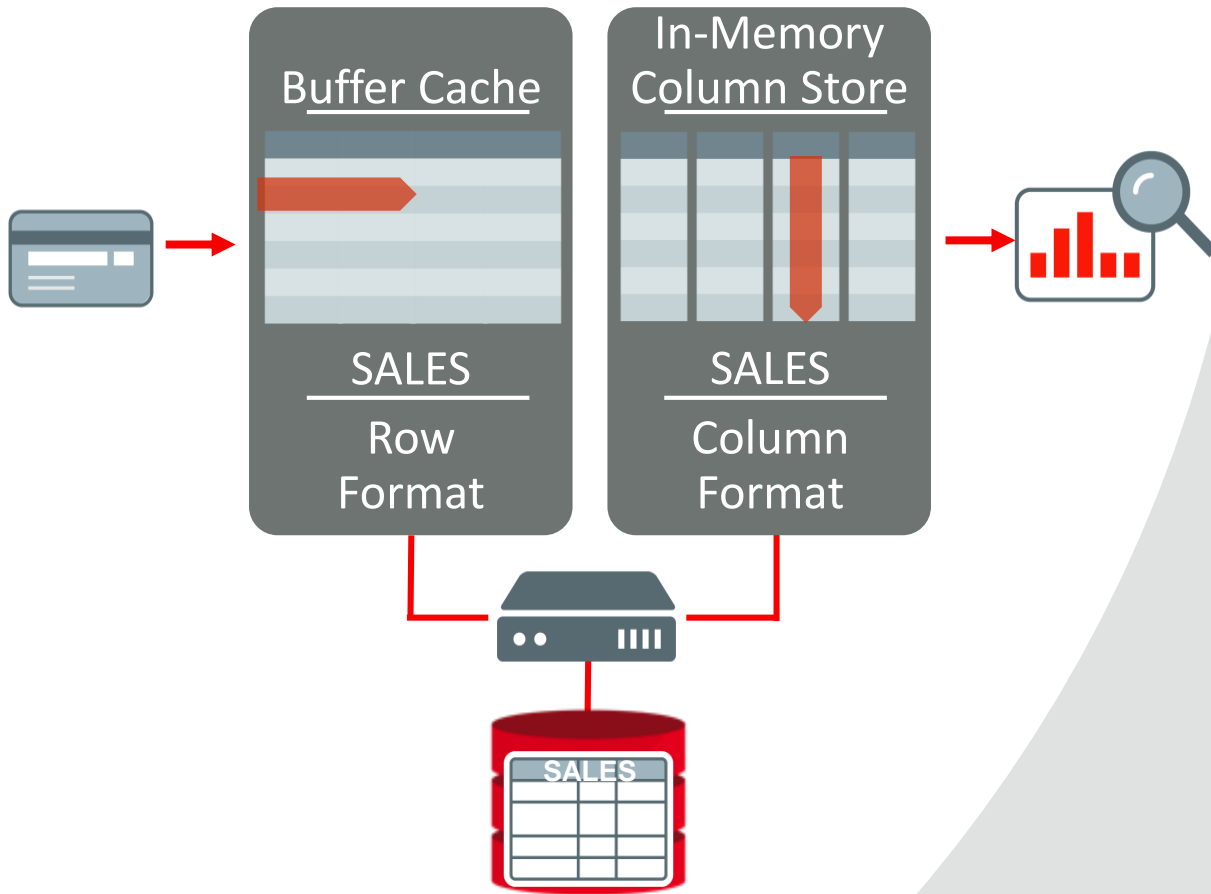 Buffer Cache
SALES
Row
Format
In-Memory
Column Store
SALES
Column
Format
SALES